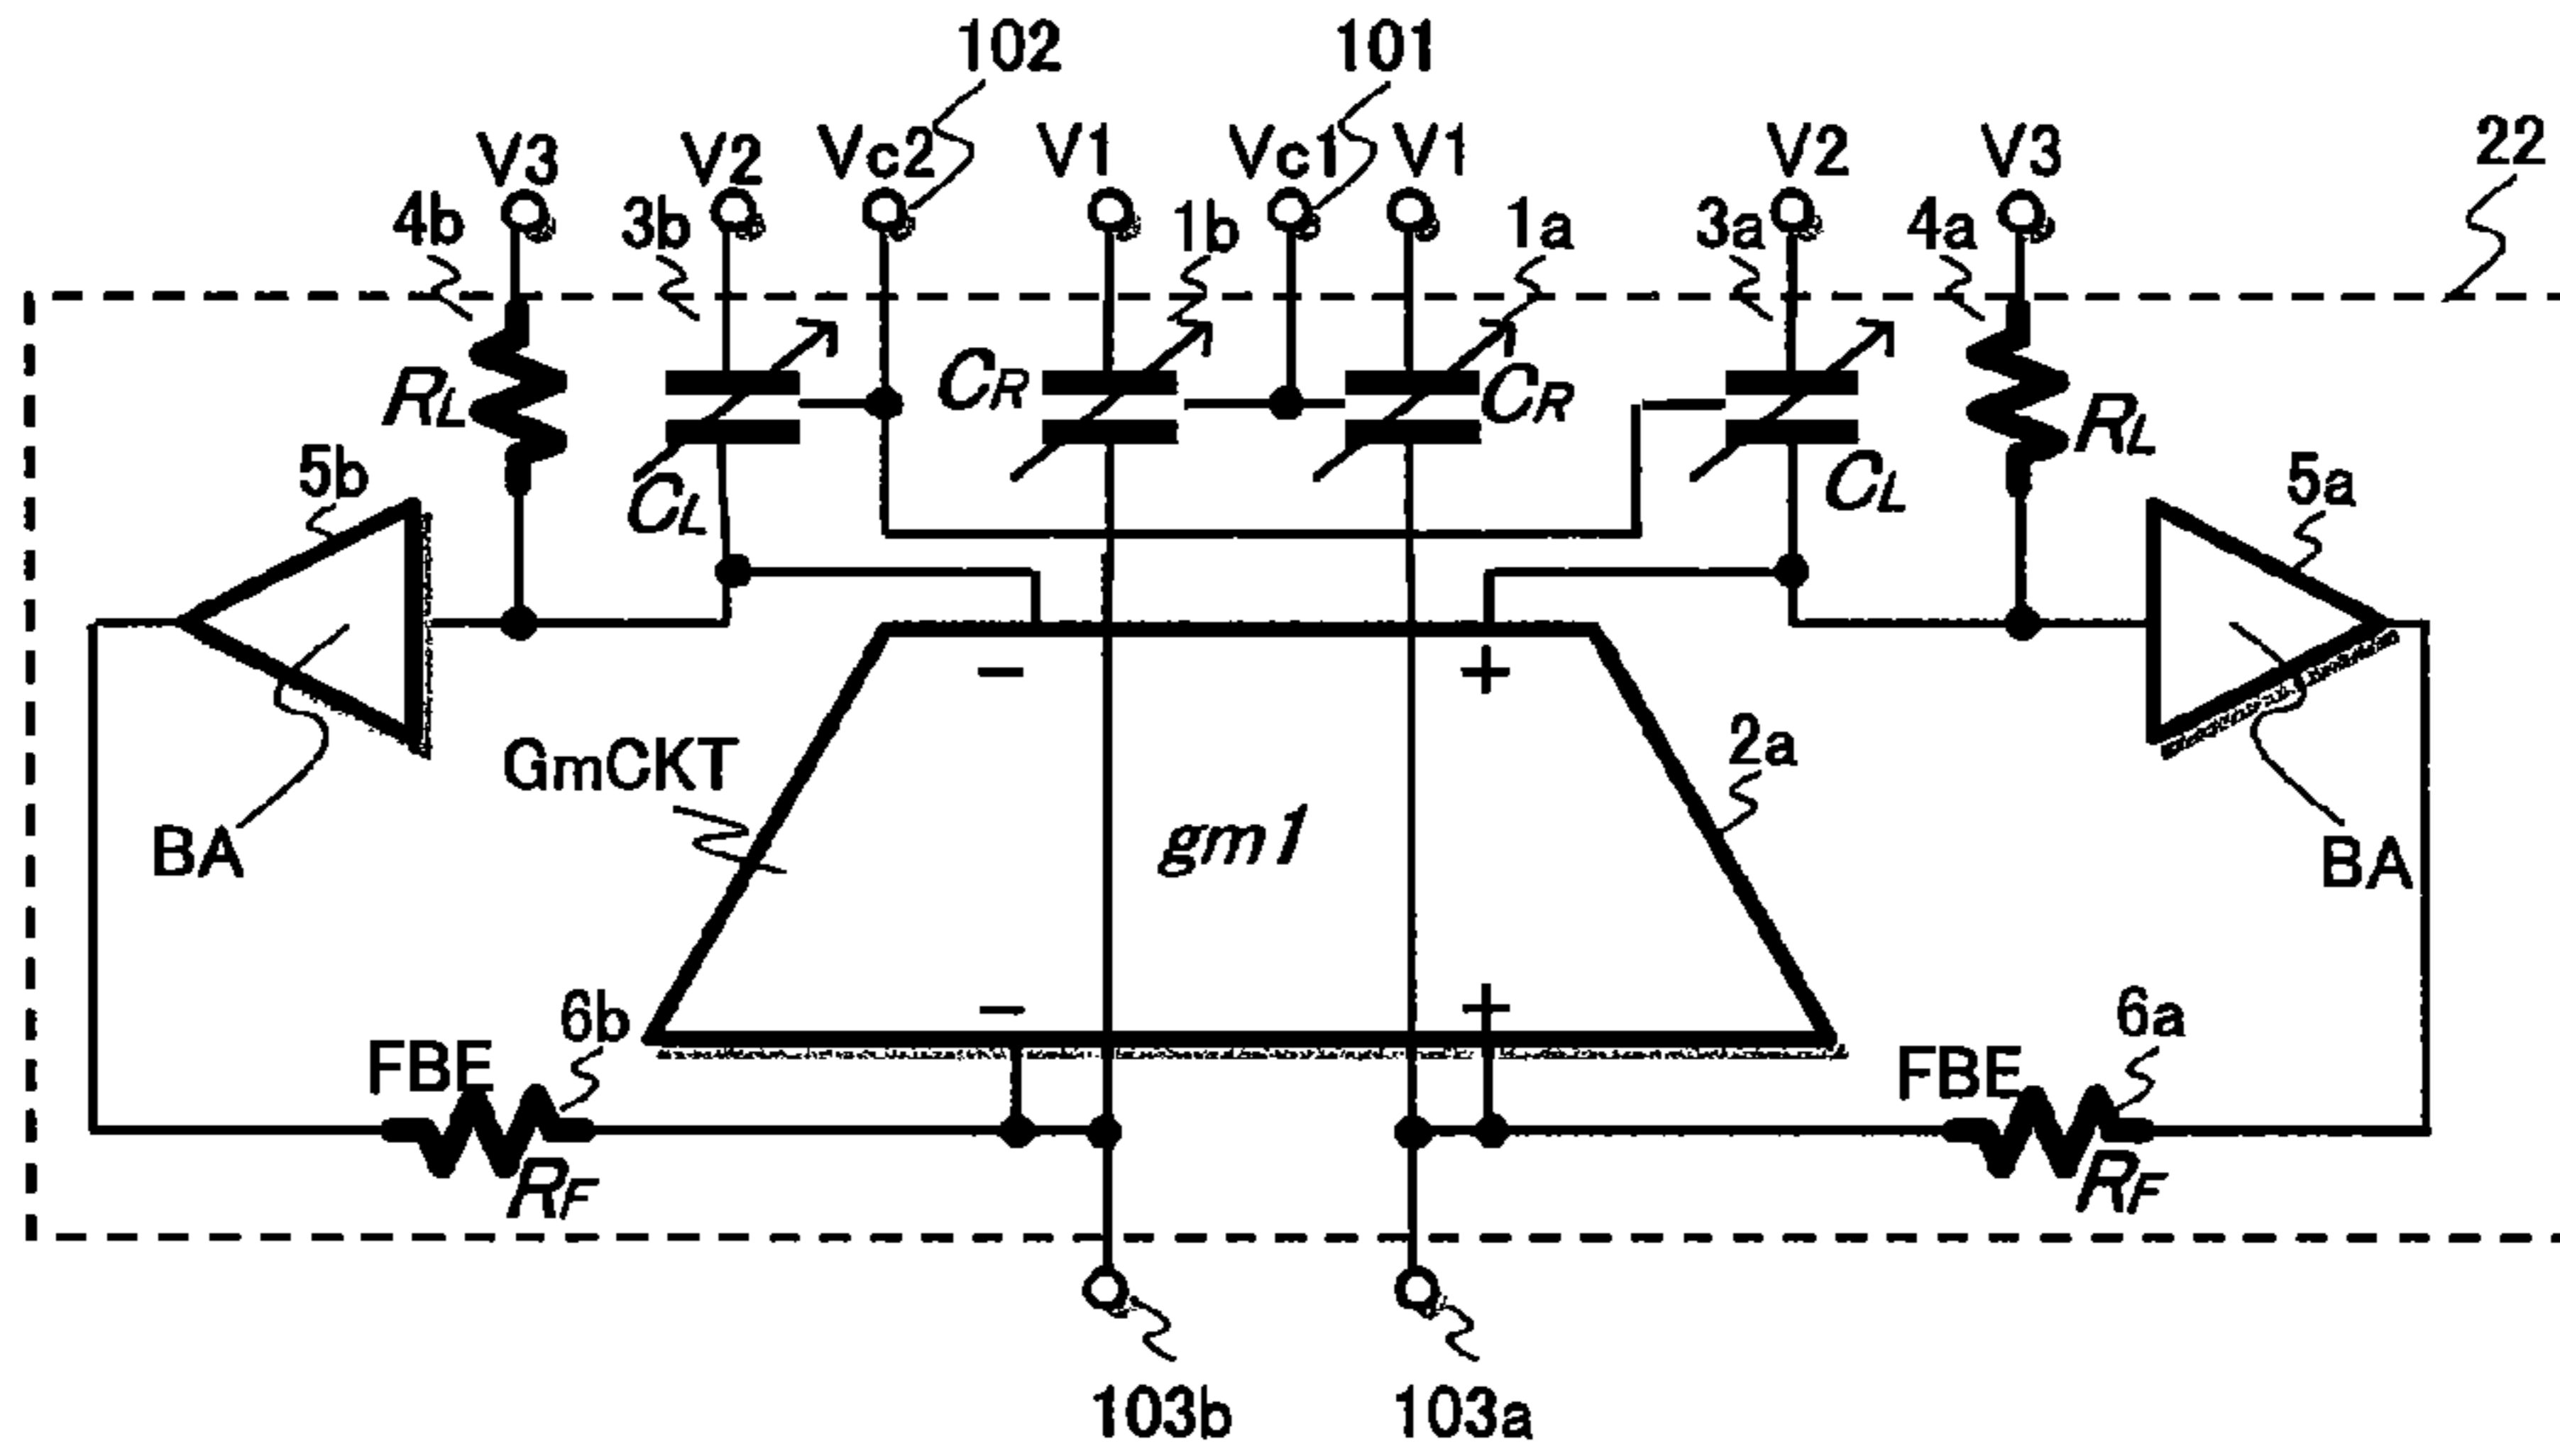 102 101
V3 V2 Vc2 V1 Vc1 V1 V2 V3 22
4b 3b 1b 1a 3a 4a
RL CL CR CR CL RL
5b 5a
− +
GmCKT gm1 2a
BA BA
− +
FBE 6b FBE 6a
RF RF
103b 103a